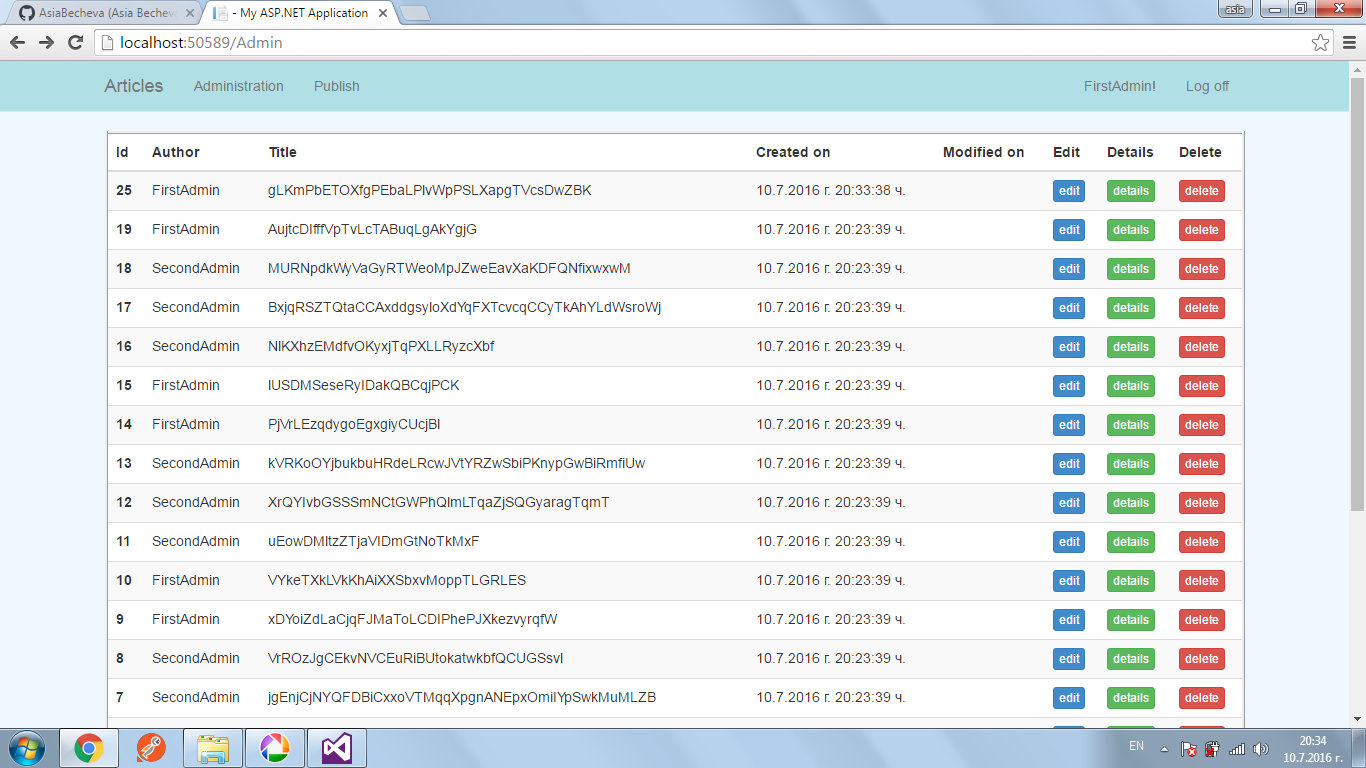 AsiaBecheva (Asia Beche
- My ASP.NET Application
asia
localhost:50589/Admin
Articles Administration Publish FirstAdmin! Log off
Id Author Title Created on Modified on Edit Details Delete
25 FirstAdmin gLKmPbETOXfgPEbaLPIvWpPSLXapgTVcsDwZBK 10.7.2016 г. 20:33:38 ч. edit details delete
19 FirstAdmin AujtcDIfffVpTvLcTABuqLgAkYgjG 10.7.2016 г. 20:23:39 ч. edit details delete
18 SecondAdmin MURNpdkWyVaGyRTWeoMpJZweEavXaKDFQNfixwxwM 10.7.2016 г. 20:23:39 ч. edit details delete
17 SecondAdmin BxjqRSZTQtaCCAxddgsyIoXdYqFXTcvcqCCyTkAhYLdWsroWj 10.7.2016 г. 20:23:39 ч. edit details delete
16 SecondAdmin NIKXhzEMdfvOKyxjTqPXLLRyzcXbf 10.7.2016 г. 20:23:39 ч. edit details delete
15 FirstAdmin IUSDMSeseRyIDakQBCqjPCK 10.7.2016 г. 20:23:39 ч. edit details delete
14 FirstAdmin PjVrLEzqdygoEgxgiyCUcjBI 10.7.2016 г. 20:23:39 ч. edit details delete
13 SecondAdmin kVRKoOYjbukbuHRdeLRcwJVtYRZwSbiPKnypGwBiRmfiUw 10.7.2016 г. 20:23:39 ч. edit details delete
12 SecondAdmin XrQYIvbGSSSmNCtGWPhQImLTqaZjSQGyaragTqmT 10.7.2016 г. 20:23:39 ч. edit details delete
11 SecondAdmin uEowDMItzZTjaVIDmGtNoTkMxF 10.7.2016 г. 20:23:39 ч. edit details delete
10 FirstAdmin VYkeTXkLVkKhAiXXSbxvMoppTLGRLES 10.7.2016 г. 20:23:39 ч. edit details delete
9 FirstAdmin xDYoiZdLaCjqFJMaToLCDIPhePJXkezvyrqfW 10.7.2016 г. 20:23:39 ч. edit details delete
8 SecondAdmin VrROzJgCEkvNVCEuRiBUtokatwkbfQCUGSsvI 10.7.2016 г. 20:23:39 ч. edit details delete
7 SecondAdmin jgEnjCjNYQFDBiCxxoVTMqqXpgnANEpxOmiIYpSwkMuMLZB 10.7.2016 г. 20:23:39 ч. edit details delete
EN
20:34
10.7.2016 г.